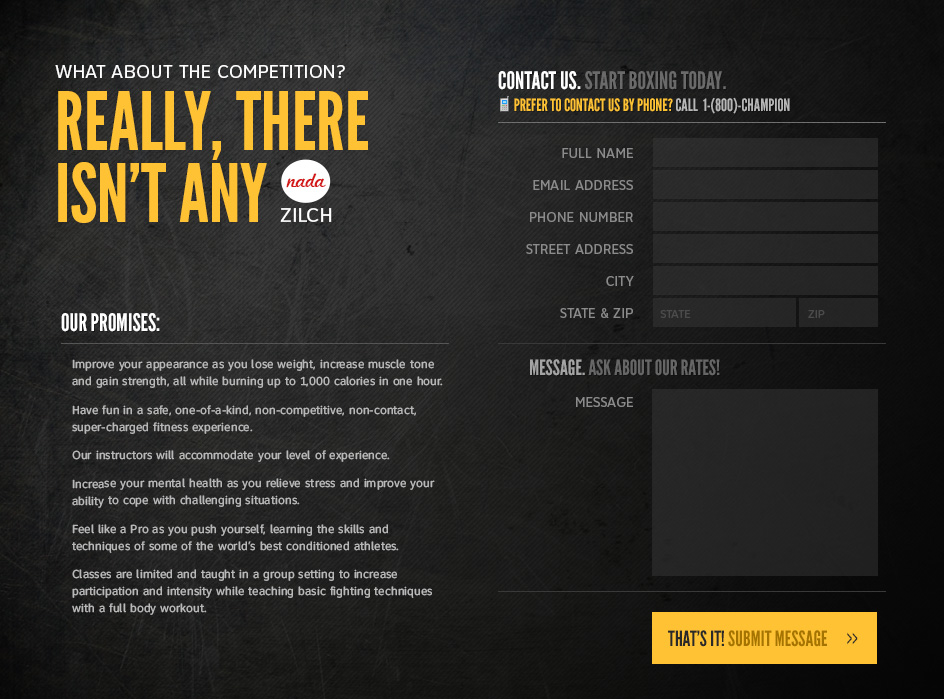 WHAT ABOUT THE COMPETITION?
REALLY, THERE
ISN'T ANY
nada
ZILCH
OUR PROMISES:
Improve your appearance as you lose weight, increase muscle tone
and gain strength, all while burning up to 1,000 calories in one hour.
Have fun in a safe, one-of-a-kind, non-competitive, non-contact,
super-charged fitness experience.
Our instructors will accommodate your level of experience.
Increase your mental health as you relieve stress and improve your
ability to cope with challenging situations.
Feel like a Pro as you push yourself, learning the skills and
techniques of some of the world's best conditioned athletes.
Classes are limited and taught in a group setting to increase
participation and intensity while teaching basic fighting techniques
with a full body workout.
CONTACT US. START BOXING TODAY.
PREFER TO CONTACT US BY PHONE? CALL 1-(800)-CHAMPION
FULL NAME
EMAIL ADDRESS
PHONE NUMBER
STREET ADDRESS
CITY
STATE & ZIP STATE ZIP
MESSAGE. ASK ABOUT OUR RATES!
MESSAGE
THAT'S IT! SUBMIT MESSAGE »